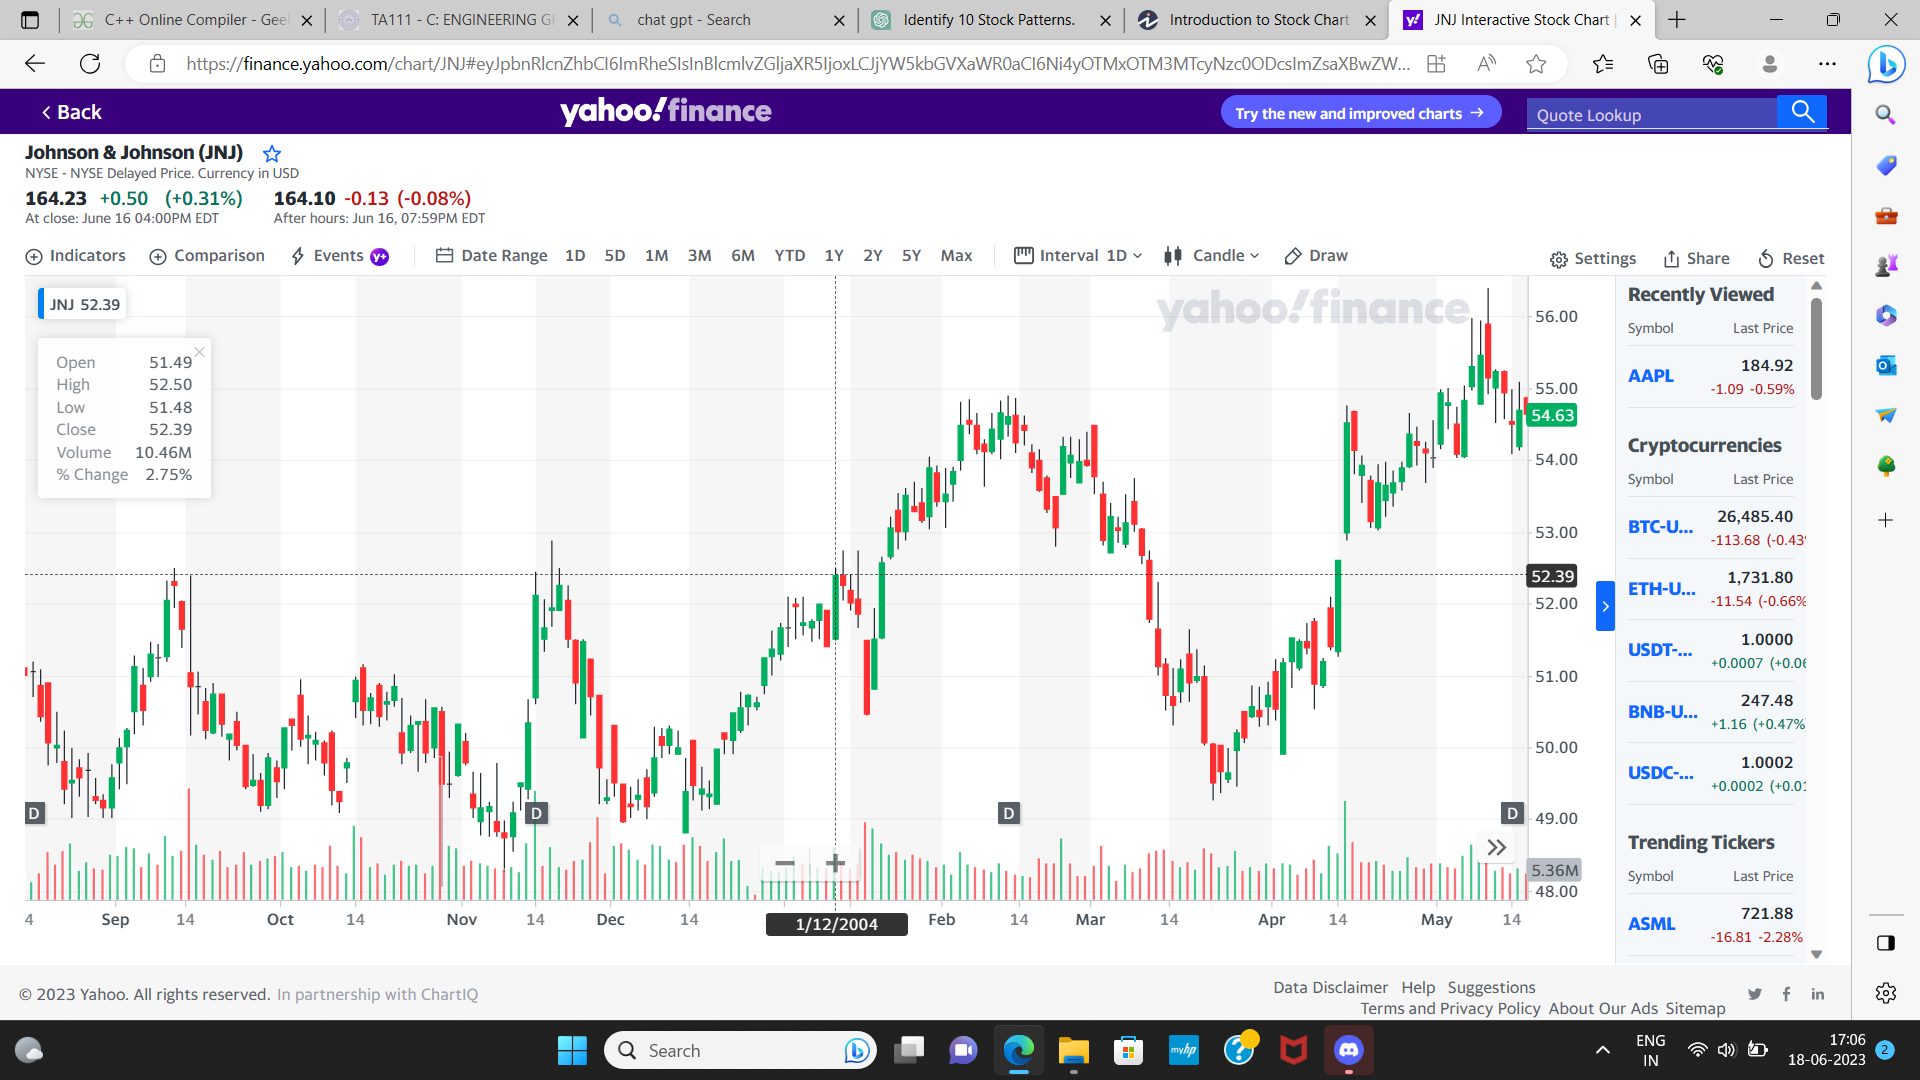 C++ Online Compiler - Gee
TA111 - C: ENGINEERING GF
chat gpt - Search
Identify 10 Stock Patterns.
Introduction to Stock Chart
JNJ Interactive Stock Chart |
https://finance.yahoo.com/chart/JNJ#eyJpbnRlcnZhbCI6ImRheSIsInBlcmlvZGljaXR5IjoxLCJjYW5kbGVXaWR0aCI6Ni4yOTMxOTM3MTcyNzc0ODcsImZsaXBwZW...
Back
yahoo!finance
Try the new and improved charts
Quote Lookup
Johnson & Johnson (JNJ)
NYSE - NYSE Delayed Price. Currency in USD
164.23 +0.50 (+0.31%) 164.10 -0.13 (-0.08%)
At close: June 16 04:00PM EDT After hours: Jun 16, 07:59PM EDT
Indicators Comparison Events Y+ Date Range 1D 5D 1M 3M 6M YTD 1Y 2Y 5Y Max Interval 1D Candle Draw Settings Share Reset
JNJ 52.39
Open 51.49
High 52.50
Low 51.48
Close 52.39
Volume 10.46M
% Change 2.75%
yahoo!finance
56.00
55.00
54.63
54.00
53.00
52.39
52.00
51.00
50.00
49.00
5.36M
48.00
D D D D
4 Sep 14 Oct 14 Nov 14 Dec 14 1/12/2004 Feb 14 Mar 14 Apr 14 May 14
Recently Viewed
Symbol Last Price
AAPL 184.92
-1.09 -0.59%
Cryptocurrencies
Symbol Last Price
BTC-U... 26,485.40
-113.68 (-0.43
ETH-U... 1,731.80
-11.54 (-0.66%
USDT-... 1.0000
+0.0007 (+0.06
BNB-U... 247.48
+1.16 (+0.47%
USDC-... 1.0002
+0.0002 (+0.01
Trending Tickers
Symbol Last Price
ASML 721.88
-16.81 -2.28%
© 2023 Yahoo. All rights reserved. In partnership with ChartIQ
Data Disclaimer Help Suggestions
Terms and Privacy Policy About Our Ads Sitemap
Search
myhp
ENG
IN
17:06
18-06-2023
2